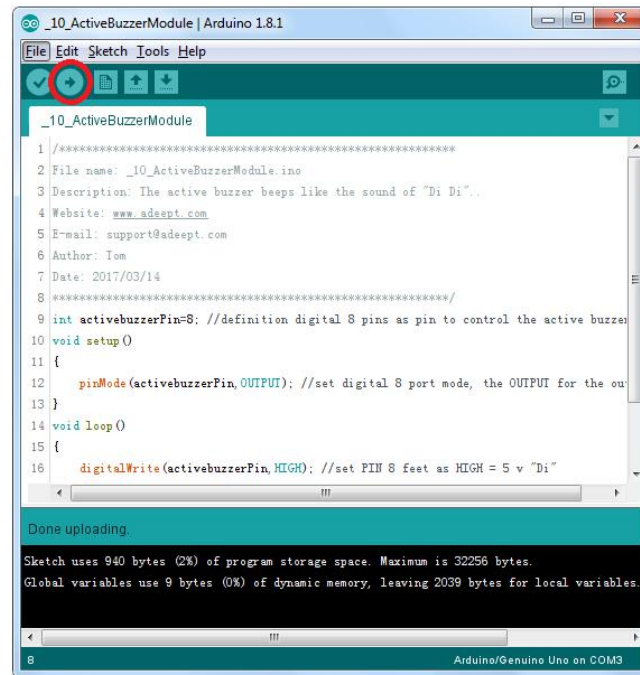 _10_ActiveBuzzerModule | Arduino 1.8.1
File Edit Sketch Tools Help
_10_ActiveBuzzerModule
1 /***********************************************************
2 File name: _10_ActiveBuzzerModule.ino
3 Description: The active buzzer beeps like the sound of "Di Di"..
4 Website: www.adeept.com
5 E-mail: support@adeept.com
6 Author: Tom
7 Date: 2017/03/14
8 ***********************************************************/
9 int activebuzzerPin=8; //definition digital 8 pins as pin to control the active buzzer
10 void setup()
11 {
12 pinMode(activebuzzerPin,OUTPUT); //set digital 8 port mode, the OUTPUT for the ou
13 }
14 void loop()
15 {
16 digitalWrite(activebuzzerPin,HIGH); //set PIN 8 feet as HIGH = 5 v "Di"
Done uploading.
Sketch uses 940 bytes (2%) of program storage space. Maximum is 32256 bytes.
Global variables use 9 bytes (0%) of dynamic memory, leaving 2039 bytes for local variables.
8 Arduino/Genuino Uno on COM3